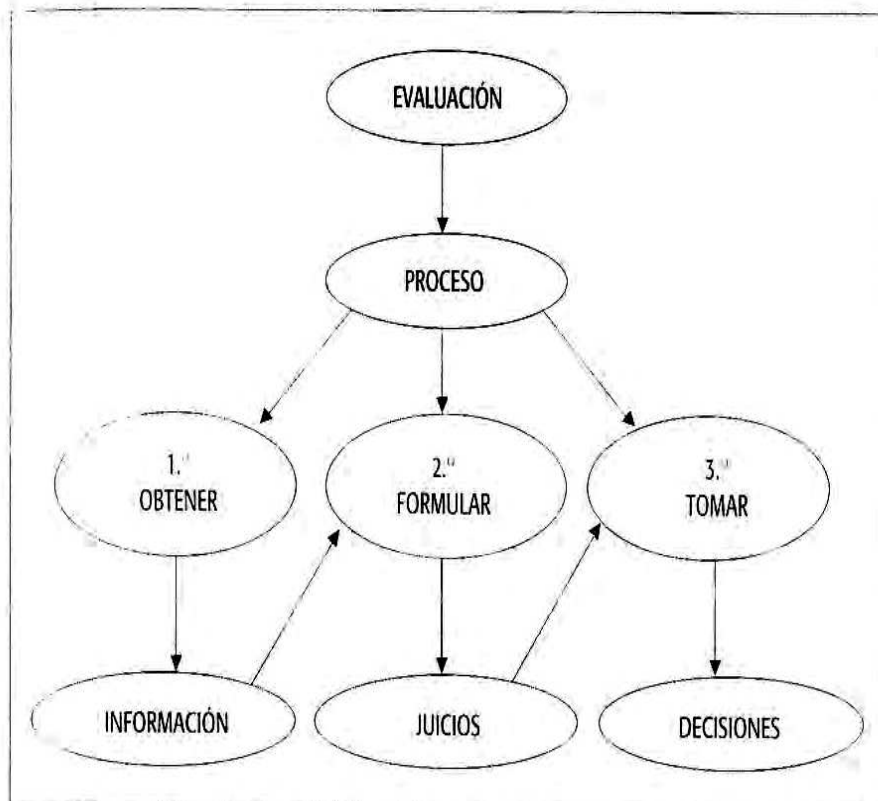 EVALUACIÓN
PROCESO
1.º
OBTENER
2.º
FORMULAR
3.º
TOMAR
INFORMACIÓN
JUICIOS
DECISIONES